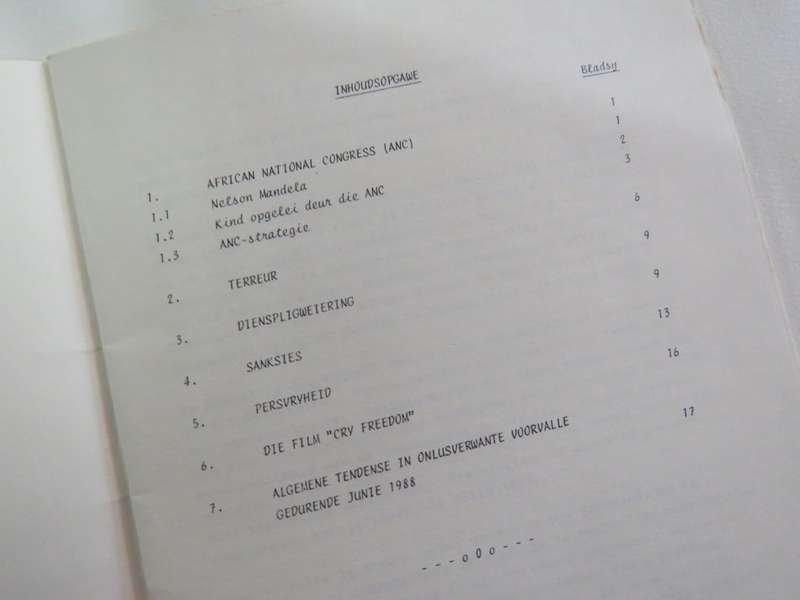 INHOUDSOPGAWE Bladsy
1. AFRICAN NATIONAL CONGRESS (ANC) 1
1.1 Nelson Mandela 1
1.2 Kind opgelei deur die ANC 2
1.3 ANC-strategie 3
2. TERREUR 6
3. DIENSPLIGWEIERING 9
4. SANKSIES 9
5. PERSVRYHEID 13
6. DIE FILM "CRY FREEDOM" 16
7. ALGEMENE TENDENSE IN ONLUSVERWANTE VOORVALLE 17
GEDURENDE JUNIE 1988
- - - o O o - - -